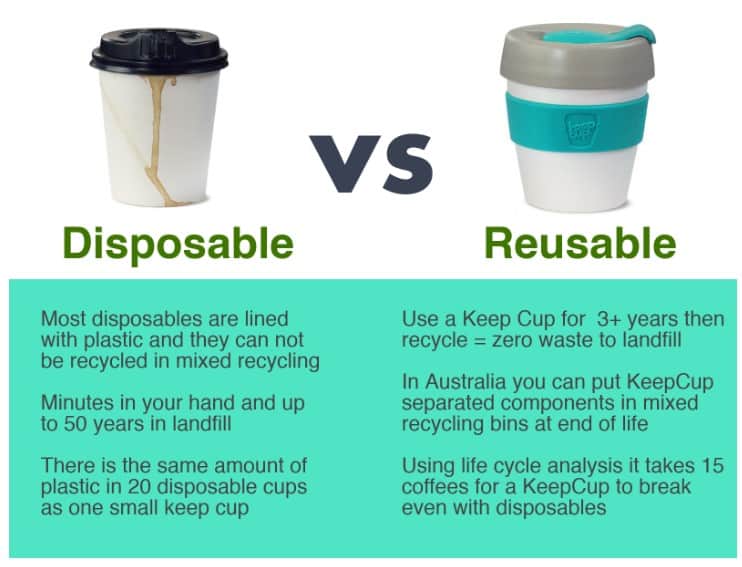 VS
Disposable
Reusable
Most disposables are lined
with plastic and they can not
be recycled in mixed recycling
Minutes in your hand and up
to 50 years in landfill
There is the same amount of
plastic in 20 disposable cups
as one small keep cup
Use a Keep Cup for  3+ years then
recycle = zero waste to landfill
In Australia you can put KeepCup
separated components in mixed
recycling bins at end of life
Using life cycle analysis it takes 15
coffees for a KeepCup to break
even with disposables